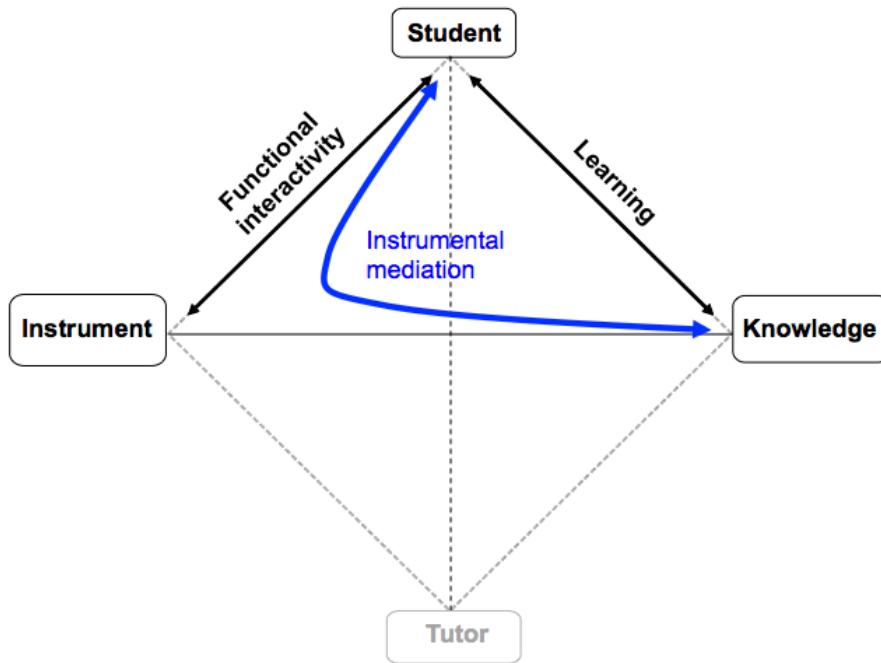 Student
Functional
interactivity
Learning
Instrumental
mediation
Instrument
Knowledge
Tutor